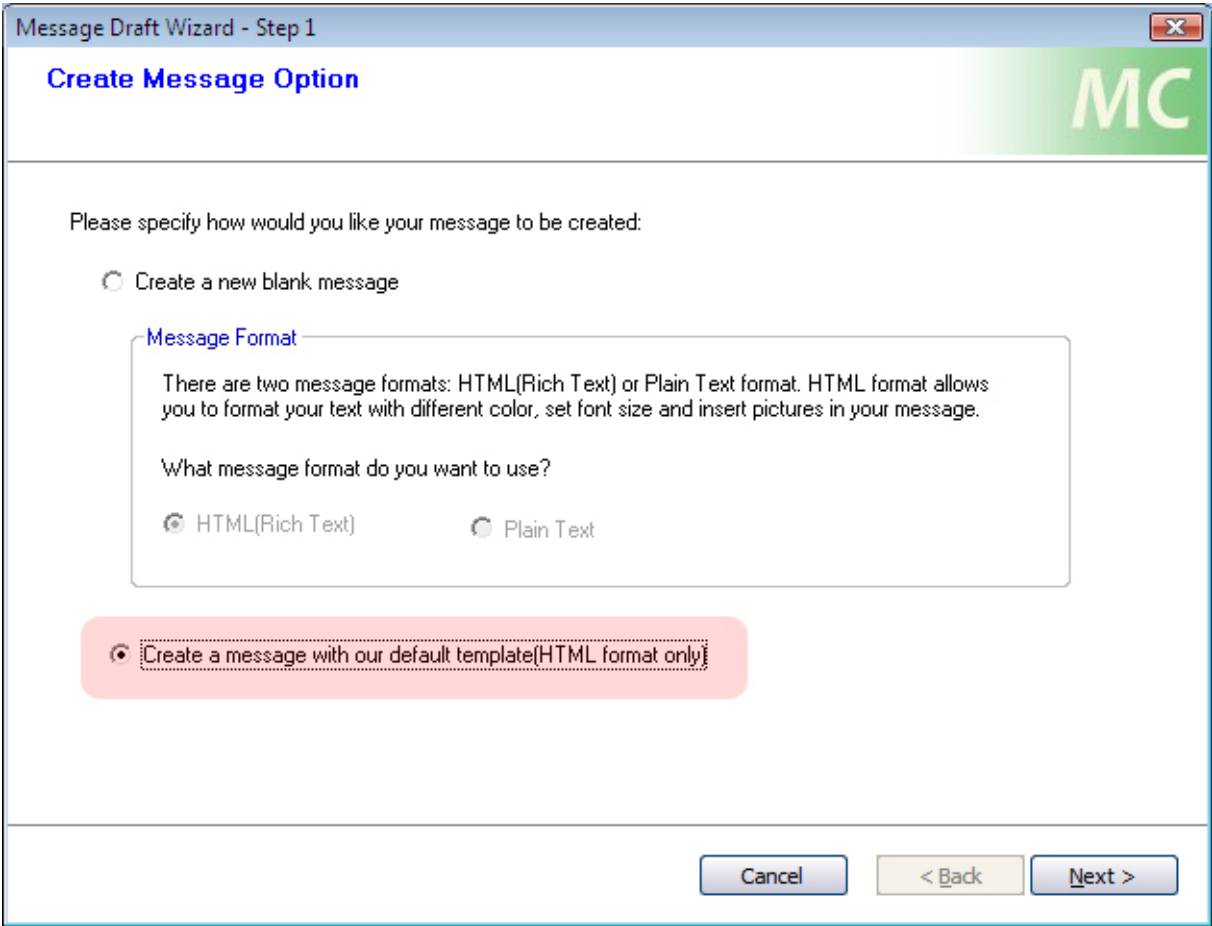 Message Draft Wizard - Step 1
Create Message Option
MC
Please specify how would you like your message to be created:
Create a new blank message
Message Format
There are two message formats: HTML(Rich Text) or Plain Text format. HTML format allows
you to format your text with different color, set font size and insert pictures in your message.
What message format do you want to use?
HTML(Rich Text) Plain Text
Create a message with our default template(HTML format only)
Cancel < Back Next >